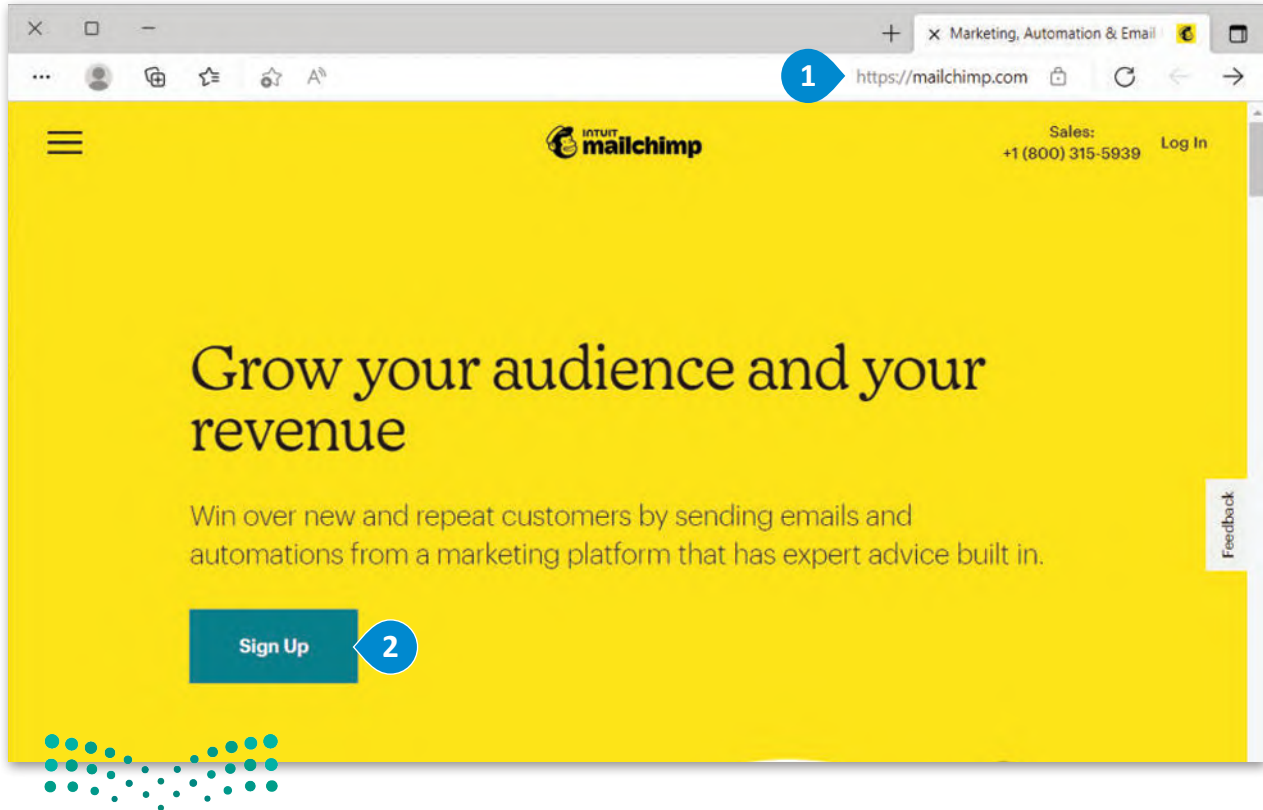 Marketing, Automation & Email
1
https://mailchimp.com
INTUIT
mailchimp
Sales:
+1 (800) 315-5939
Log In
Grow your audience and your
revenue
Win over new and repeat customers by sending emails and
automations from a marketing platform that has expert advice built in.
Feedback
Sign Up
2